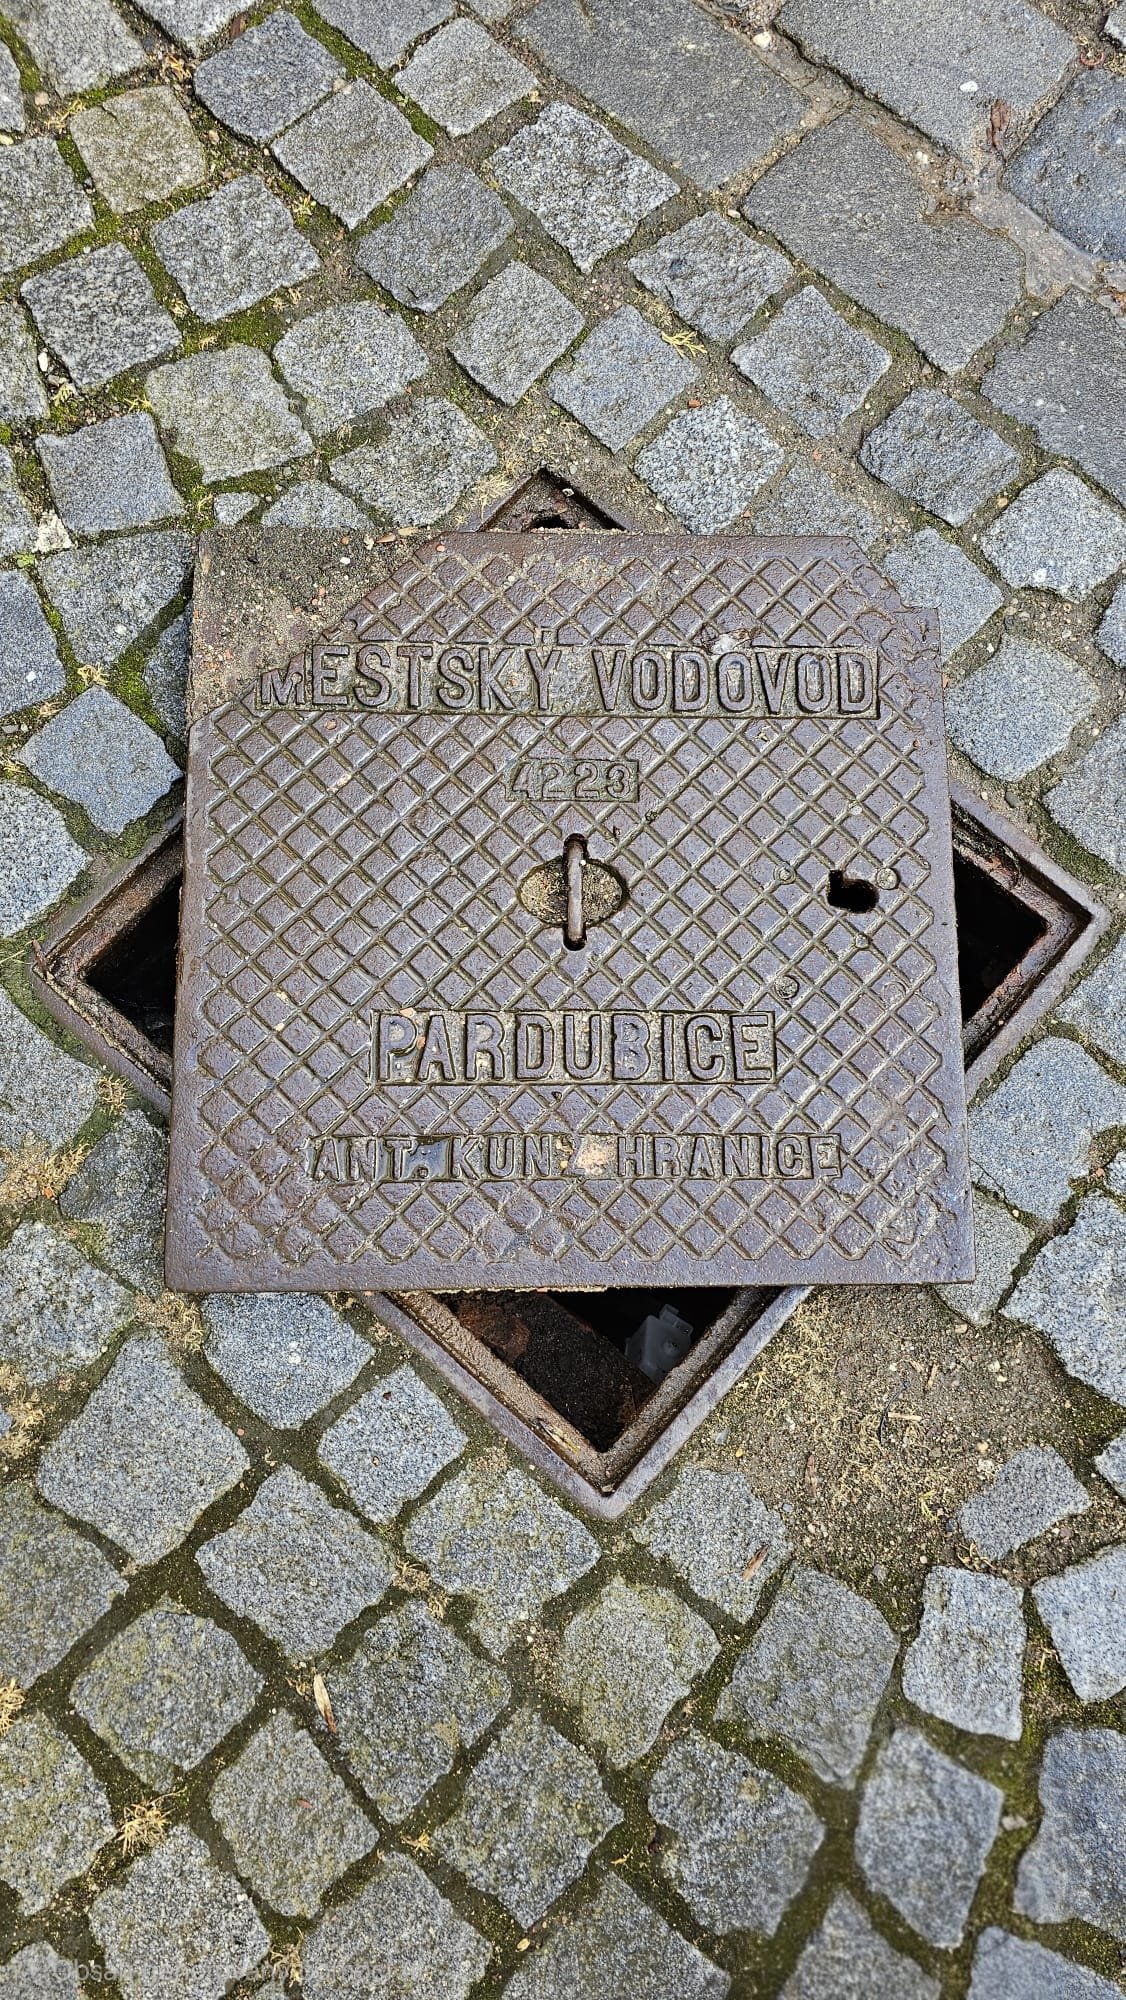 MĚSTSKÝ VODOVOD
4223
PARDUBICE
ANT. KUNZ HRANICE